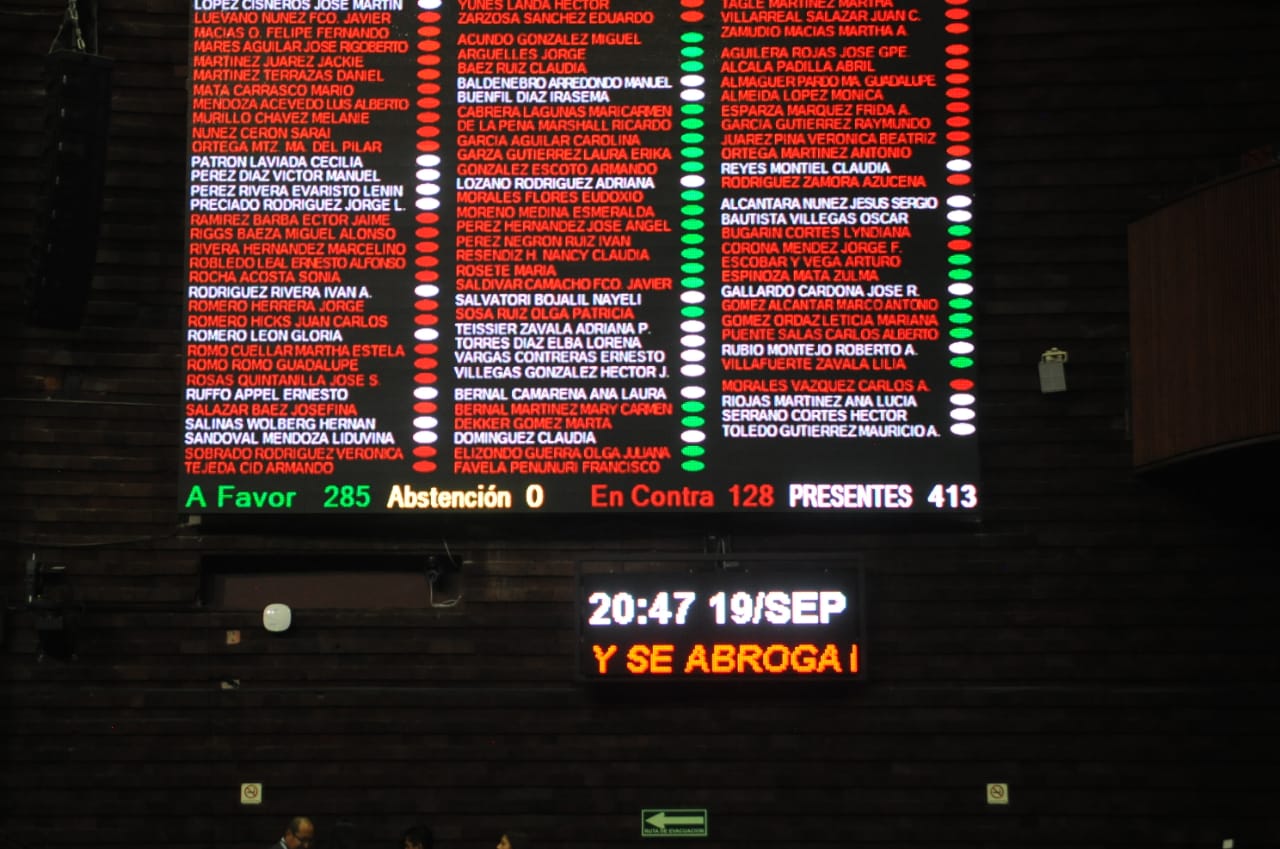 LOPEZ CISNEROS JOSE MARTIN
LUEVANO NUNEZ FCO. JAVIER
MACIAS O. FELIPE FERNANDO
MARES AGUILAR JOSE RIGOBERTO
MARTINEZ JUAREZ JACKIE
MARTINEZ TERRAZAS DANIEL
MATA CARRASCO MARIO
MENDOZA ACEVEDO LUIS ALBERTO
MURILLO CHAVEZ MELANIE
NUNEZ CERON SARAI
ORTEGA MTZ. MA. DEL PILAR
PATRON LAVIADA CECILIA
PEREZ DIAZ VICTOR MANUEL
PEREZ RIVERA EVARISTO LENIN
PRECIADO RODRIGUEZ JORGE L.
RAMIREZ BARBA ECTOR JAIME
RIGGS BAEZA MIGUEL ALONSO
RIVERA HERNANDEZ MARCELINO
ROBLEDO LEAL ERNESTO ALFONSO
ROCHA ACOSTA SONIA
RODRIGUEZ RIVERA IVAN A.
ROMERO HERRERA JORGE
ROMERO HICKS JUAN CARLOS
ROMERO LEON GLORIA
ROMO CUELLAR MARTHA ESTELA
ROMO ROMO GUADALUPE
ROSAS QUINTANILLA JOSE S.
RUFFO APPEL ERNESTO
SALAZAR BAEZ JOSEFINA
SALINAS WOLBERG HERNAN
SANDOVAL MENDOZA LIDUVINA
SOBRADO RODRIGUEZ VERONICA
TEJEDA CID ARMANDO
YUNES LANDA HECTOR
ZARZOSA SANCHEZ EDUARDO
ACUNDO GONZALEZ MIGUEL
ARGUELLES JORGE
BAEZ RUIZ CLAUDIA
BALDENEBRO ARREDONDO MANUEL
BUENFIL DIAZ IRASEMA
CABRERA LAGUNAS MARICARMEN
DE LA PENA MARSHALL RICARDO
GARCIA AGUILAR CAROLINA
GARZA GUTIERREZ LAURA ERIKA
GONZALEZ ESCOTO ARMANDO
LOZANO RODRIGUEZ ADRIANA
MORALES FLORES EUDOXIO
MORENO MEDINA ESMERALDA
PEREZ HERNANDEZ JOSE ANGEL
PEREZ NEGRON RUIZ IVAN
RESENDIZ H. NANCY CLAUDIA
ROSETE MARIA
SALDIVAR CAMACHO FCO. JAVIER
SALVATORI BOJALIL NAYELI
SOSA RUIZ OLGA PATRICIA
TEISSIER ZAVALA ADRIANA P.
TORRES DIAZ ELBA LORENA
VARGAS CONTRERAS ERNESTO
VILLEGAS GONZALEZ HECTOR J.
BERNAL CAMARENA ANA LAURA
BERNAL MARTINEZ MARY CARMEN
DEKKER GOMEZ MARTA
DOMINGUEZ CLAUDIA
ELIZONDO GUERRA OLGA JULIANA
FAVELA PENUNURI FRANCISCO
TAGLE MARTINEZ MARTHA
VILLARREAL SALAZAR JUAN C.
ZAMUDIO MACIAS MARTHA A
AGUILERA ROJAS JOSE GPE.
ALCALA PADILLA ABRIL
ALMAGUER PARDO MA. GUADALUPE
ALMEIDA LOPEZ MONICA
ESPARZA MARQUEZ FRIDA A.
GARCIA GUTIERREZ RAYMUNDO
JUAREZ PINA VERONICA BEATRIZ
ORTEGA MARTINEZ ANTONIO
REYES MONTIEL CLAUDIA
RODRIGUEZ ZAMORA AZUCENA
ALCANTARA NUNEZ JESUS SERGIO
BAUTISTA VILLEGAS OSCAR
BUGARIN CORTES LYNDIANA
CORONA MENDEZ JORGE F.
ESCOBAR Y VEGA ARTURO
ESPINOZA MATA ZULMA
GALLARDO CARDONA JOSE R.
GOMEZ ALCANTAR MARCO ANTONIO
GOMEZ ORDAZ LETICIA MARIANA
PUENTE SALAS CARLOS ALBERTO
RUBIO MONTEJO ROBERTO A.
VILLAFUERTE ZAVALA LILIA
MORALES VAZQUEZ CARLOS A.
RIOJAS MARTINEZ ANA LUCIA
SERRANO CORTES HECTOR
TOLEDO GUTIERREZ MAURICIO A.
A Favor 285 Abstención 0 En Contra 128 PRESENTES 413
20:47 19/SEP
Y SE ABROGA
RUTA DE EVACUACION